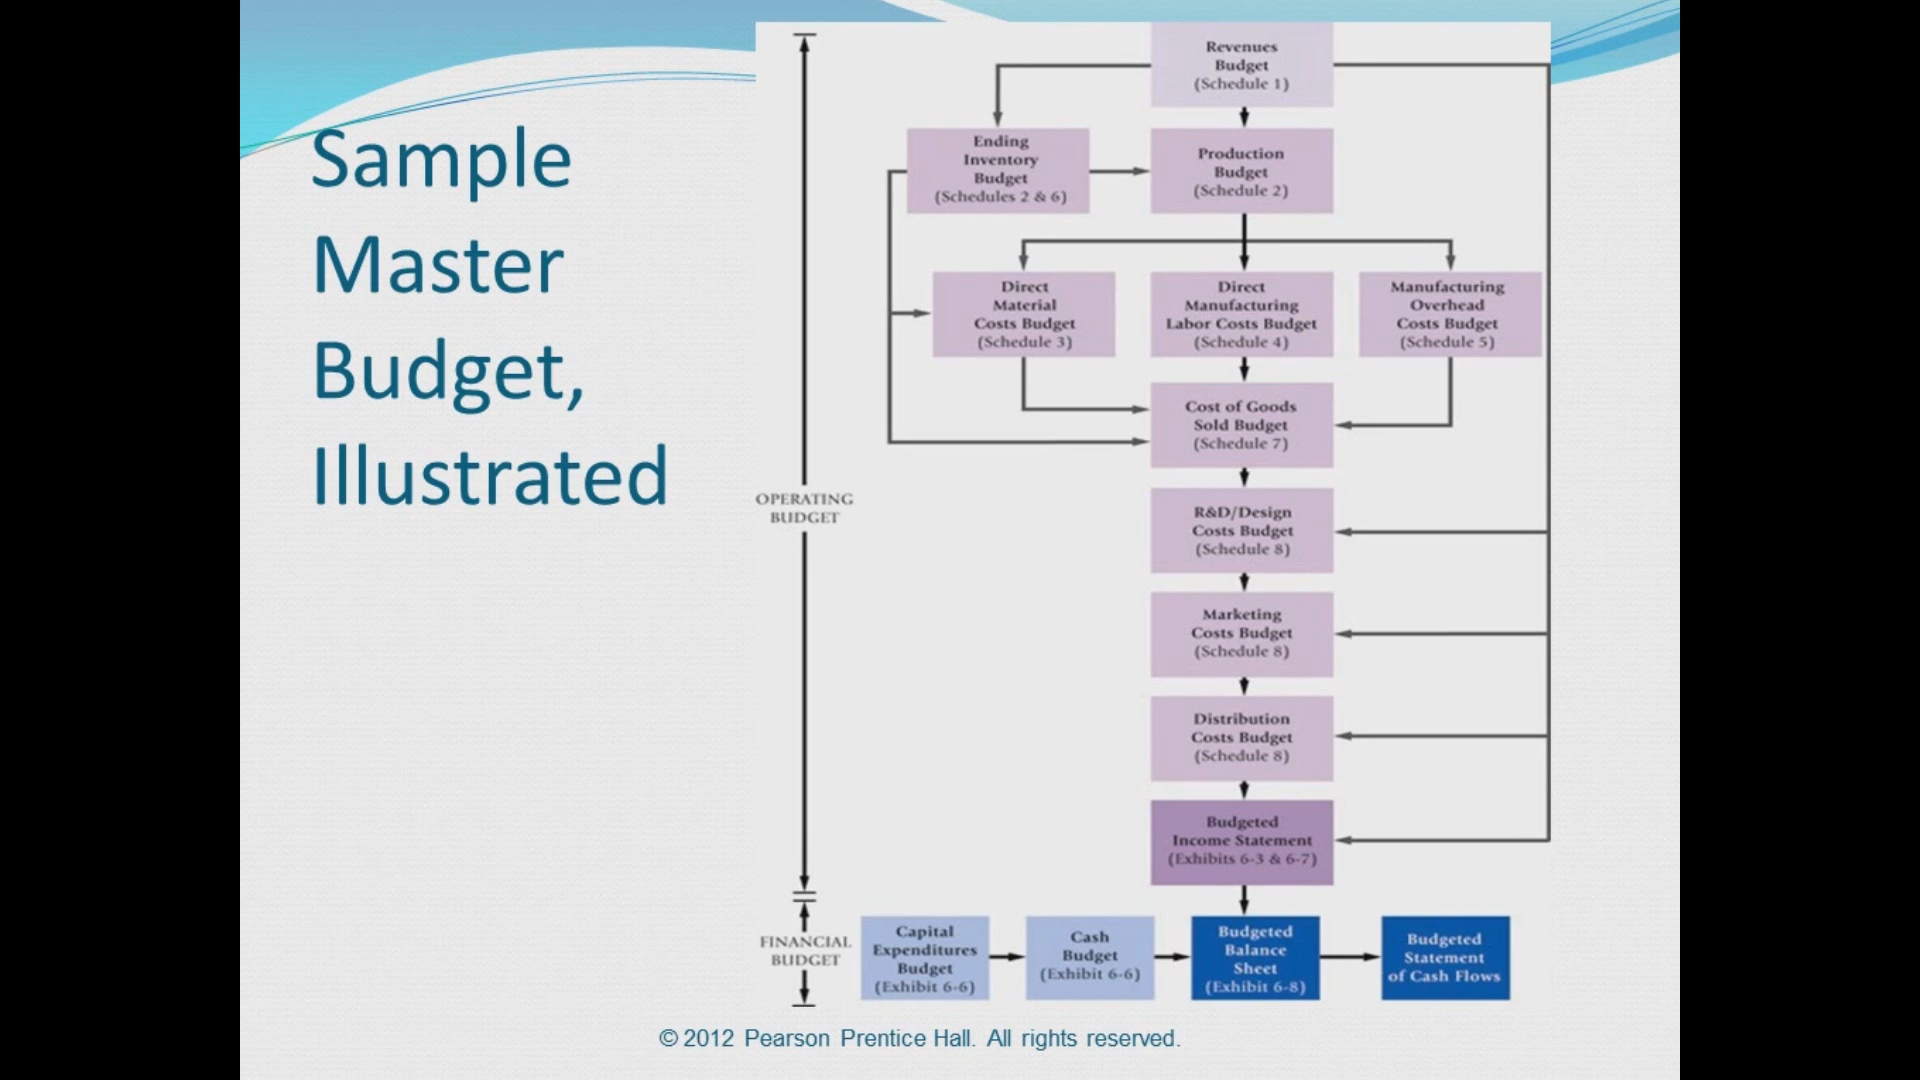 Sample
Master
Budget,
Illustrated
Revenues
Budget
(Schedule 1)
Ending
Inventory
Budget
(Schedules 2 & 6)
Production
Budget
(Schedule 2)
Direct
Material
Costs Budget
(Schedule 3)
Direct
Manufacturing
Labor Costs Budget
(Schedule 4)
Manufacturing
Overhead
Costs Budget
(Schedule 5)
Cost of Goods
Sold Budget
(Schedule 7)
OPERATING
BUDGET
R&D/Design
Costs Budget
(Schedule 8)
Marketing
Costs Budget
(Schedule 8)
Distribution
Costs Budget
(Schedule 8)
Budgeted
Income Statement
(Exhibits 6-3 & 6-7)
FINANCIAL
BUDGET
Capital
Expenditures
Budget
(Exhibit 6-6)
Cash
Budget
(Exhibit 6-6)
Budgeted
Balance
Sheet
(Exhibit 6-8)
Budgeted
Statement
of Cash Flows
© 2012 Pearson Prentice Hall. All rights reserved.